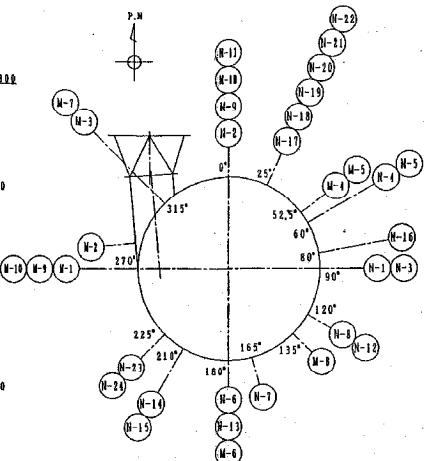 P.N
N-22
N-21
N-20
N-19
N-18
N-17
N-11
M-10
M-9
M-2
M-7
M-3
0°
25°
M-5
M-4
N-5
N-4
52.5°
60°
315°
N-16
80°
M-2
270°
M-10 M-9 M-1
90°
N-1 N-3
120°
N-8
N-12
135°
M-8
225°
210°
165°
180°
N-23
N-24
N-14
N-15
N-7
N-6
N-13
M-6
0
0